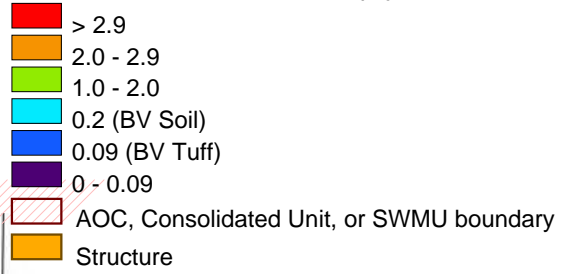 > 2.9
2.0 - 2.9
1.0 - 2.0
0.2 (BV Soil)
0.09 (BV Tuff)
0 - 0.09
AOC, Consolidated Unit, or SWMU boundary
Structure